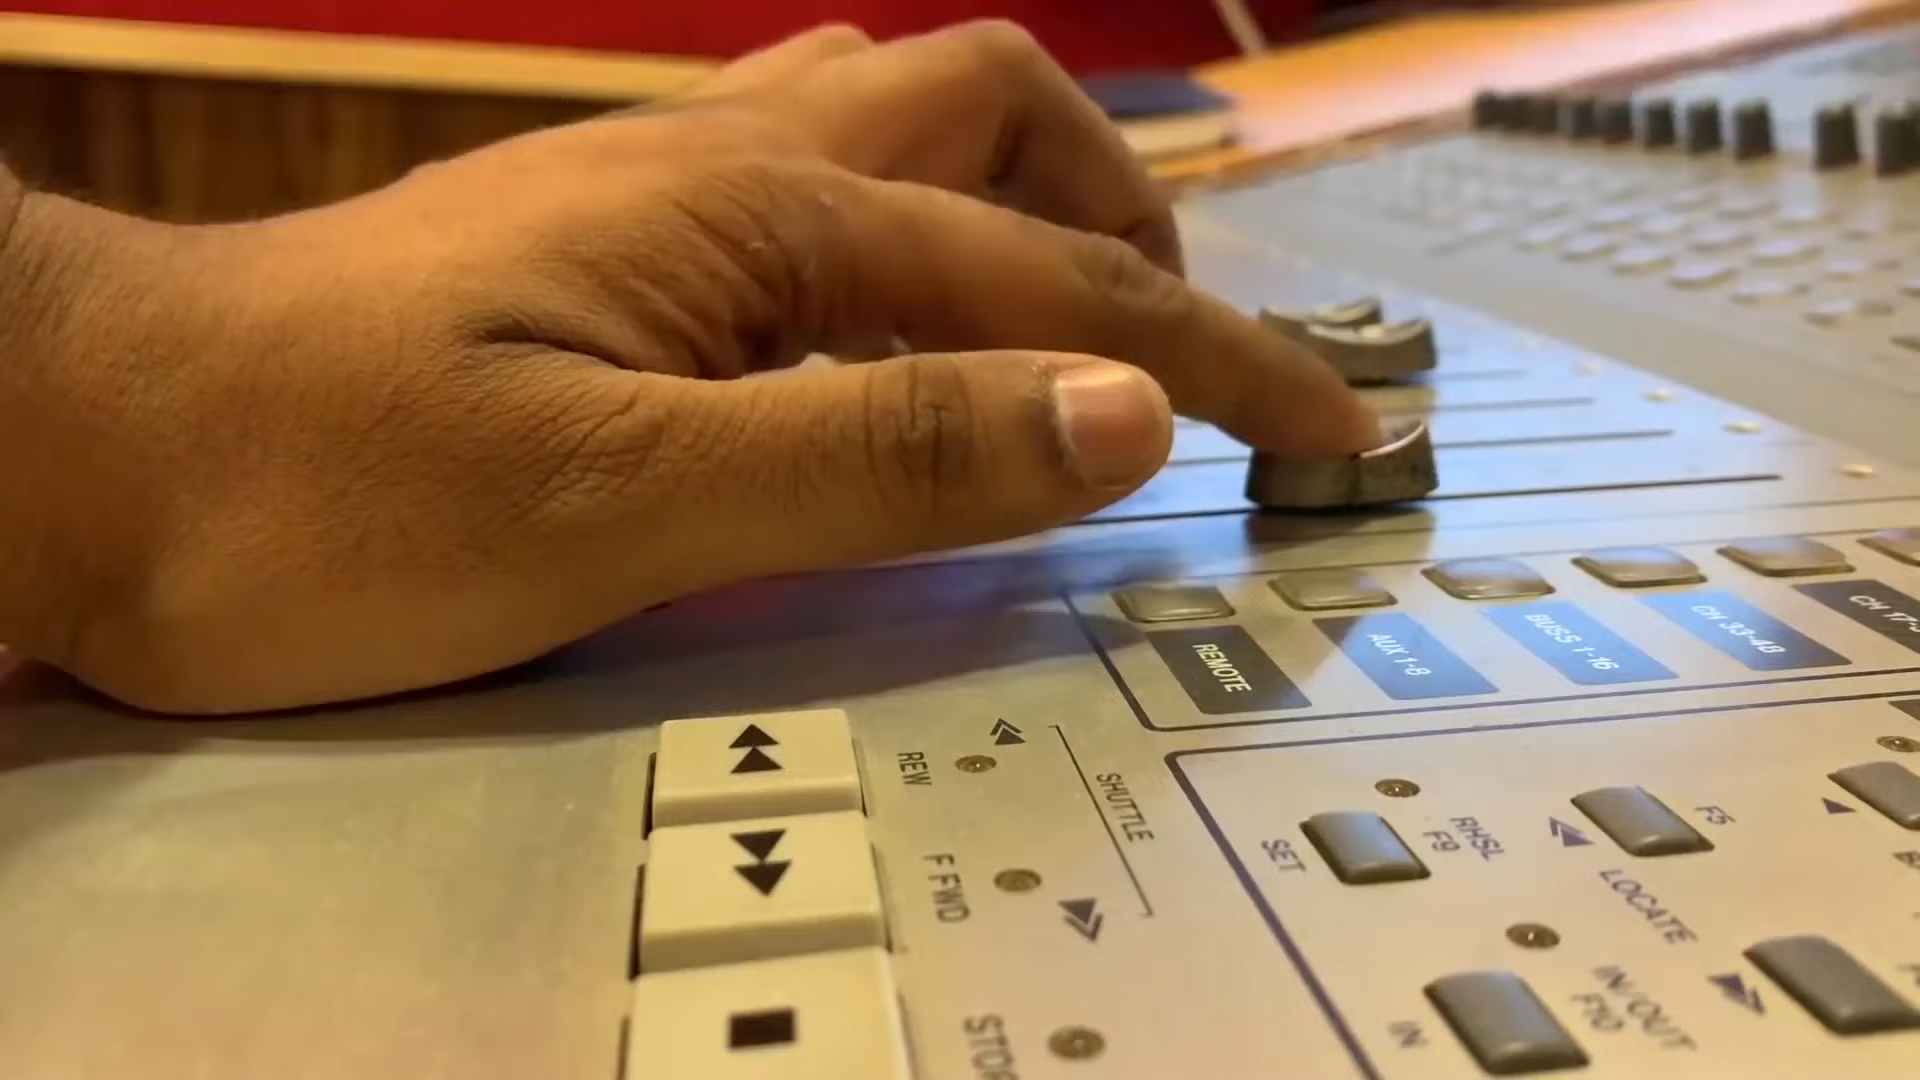 REMOTE
AUX 1-8
BUSS 1-16
CH 33-48
REW
SHUTTLE
F FWD
SET
RHSL
F9
F5
LOCATE
IN
IN/OUT
F10
STOP